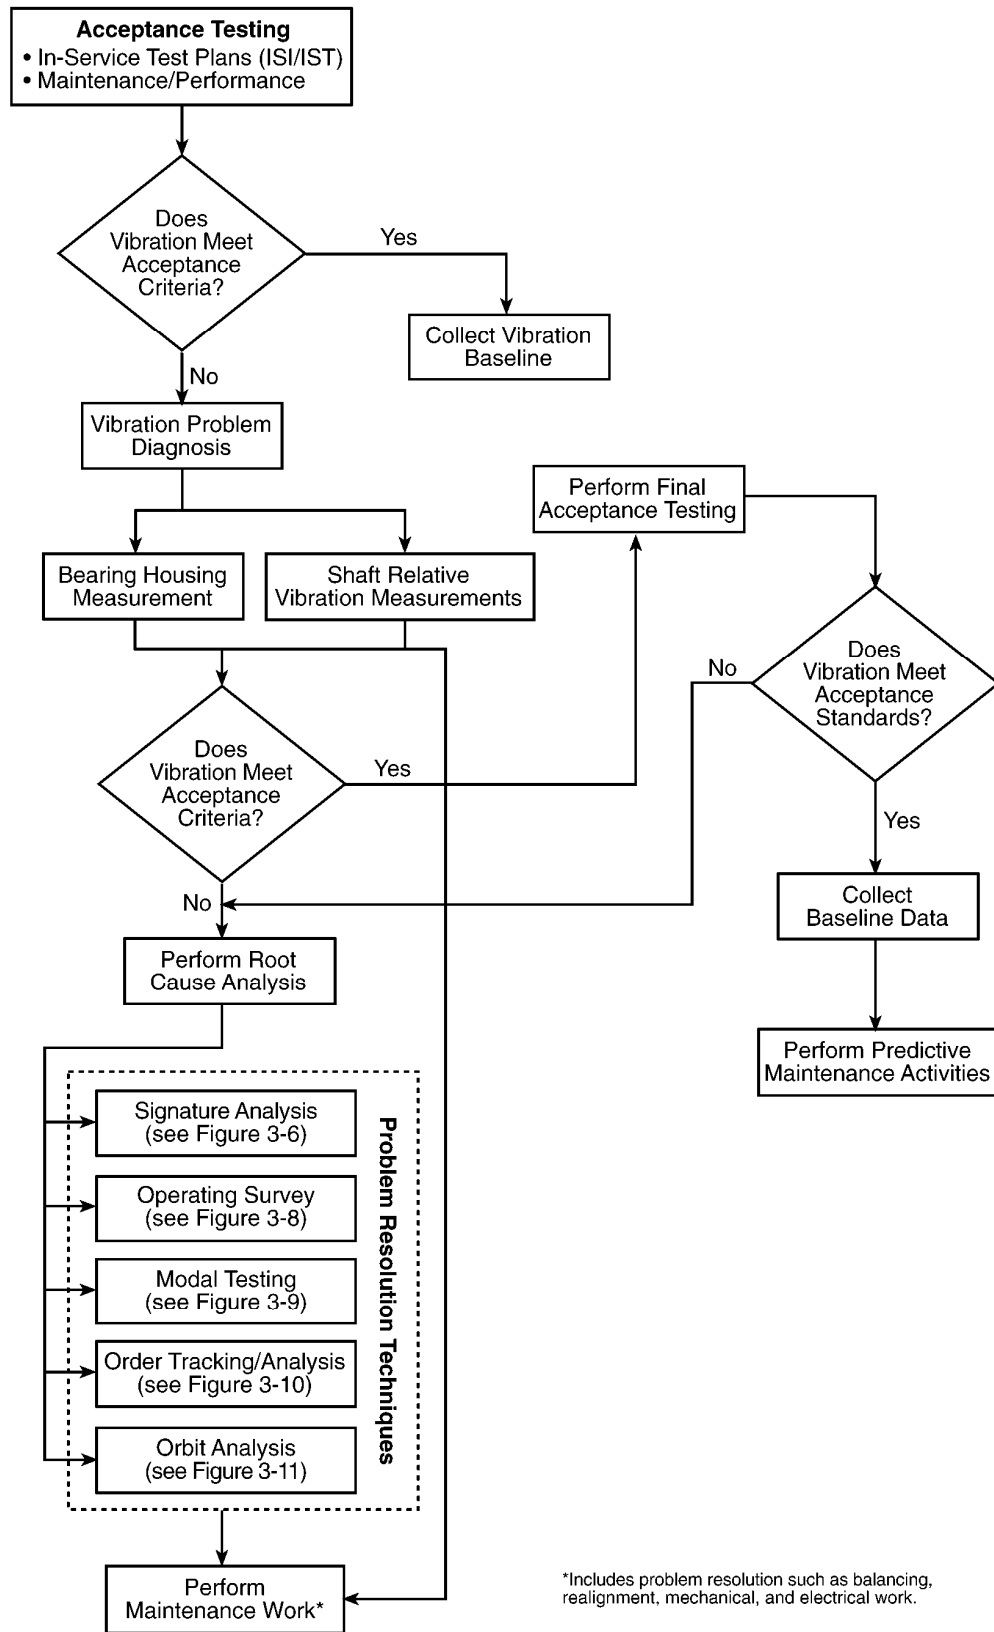 Acceptance Testing
• In-Service Test Plans (ISI/IST)
• Maintenance/Performance
Does
Vibration Meet
Acceptance
Criteria?
Yes
Collect Vibration
Baseline
No
Vibration Problem
Diagnosis
Perform Final
Acceptance Testing
Bearing Housing
Measurement
Shaft Relative
Vibration Measurements
Does
Vibration Meet
Acceptance
Standards?
No
Does
Vibration Meet
Acceptance
Criteria?
Yes
Yes
No
Collect
Baseline Data
Perform Root
Cause Analysis
Perform Predictive
Maintenance Activities
Signature Analysis
(see Figure 3-6)
Operating Survey
(see Figure 3-8)
Modal Testing
(see Figure 3-9)
Order Tracking/Analysis
(see Figure 3-10)
Orbit Analysis
(see Figure 3-11)
Problem Resolution Techniques
Perform
Maintenance Work*
*Includes problem resolution such as balancing,
realignment, mechanical, and electrical work.